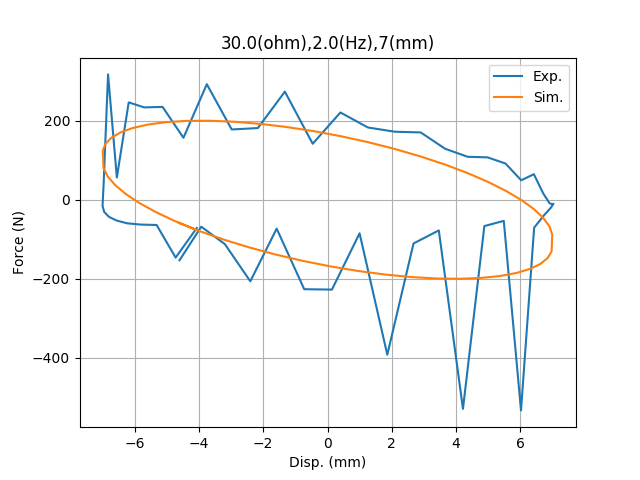 30.0(ohm),2.0(Hz),7(mm)
Exp.
Sim.
200
0
−200
−400
Force (N)
−6 −4 −2 0 2 4 6
Disp. (mm)